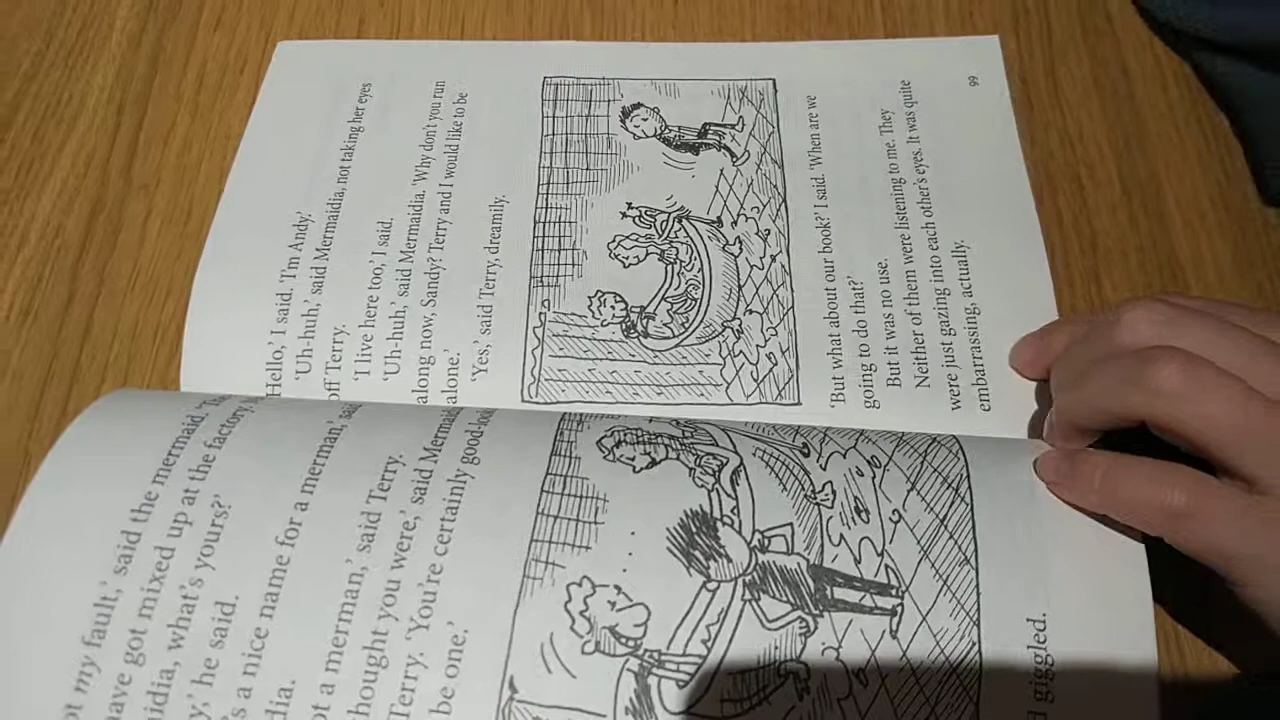 ot my fault,' said the mermaid.
have got mixed up at the factory,
idia, what's yours?'
y,' he said.
s a nice name for a merman,'
dia.
ot a merman,' said Terry.
hought you were,' said Mermaid
Terry. 'You're certainly good-look
be one.'
d giggled.
'Hello,' I said. 'I'm Andy.'
'Uh-huh,' said Mermaidia, not taking her eyes
off Terry.
'I live here too,' I said.
'Uh-huh,' said Mermaidia. 'Why don't you run
along now, Sandy? Terry and I would like to be
alone.'
'Yes,' said Terry, dreamily.
'But what about our book?' I said. 'When are we
going to do that?'
But it was no use.
Neither of them were listening to me. They
were just gazing into each other's eyes. It was quite
embarrassing, actually.
99